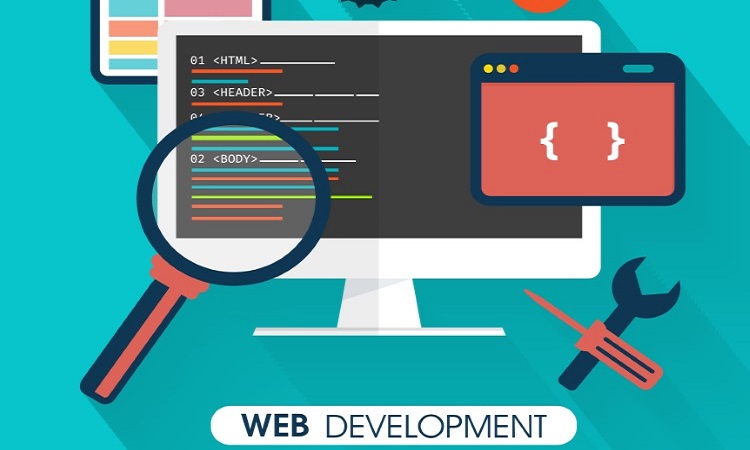 01 <HTML>
03 <HEADER>
02 <BODY>
{ }
WEB DEVELOPMENT